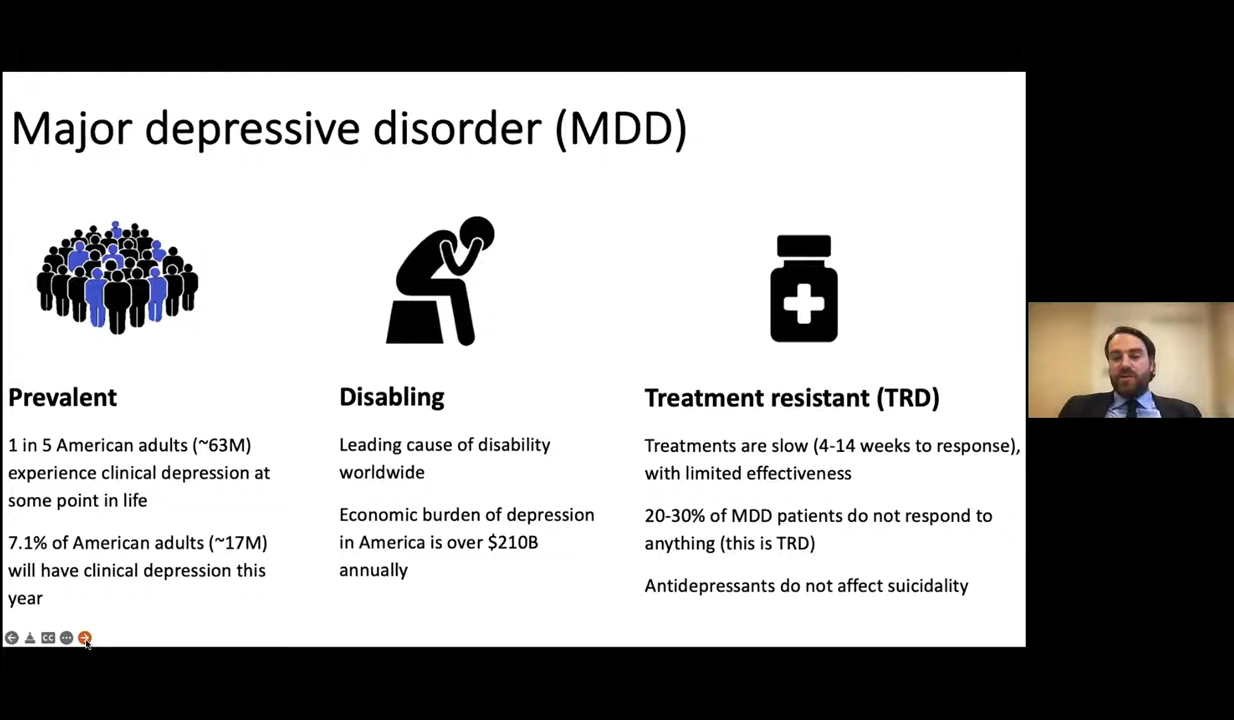 Major depressive disorder (MDD)
Prevalent
1 in 5 American adults (~63M)
experience clinical depression at
some point in life
7.1% of American adults (~17M)
will have clinical depression this
year
Disabling
Leading cause of disability
worldwide
Economic burden of depression
in America is over $210B
annually
Treatment resistant (TRD)
Treatments are slow (4-14 weeks to response),
with limited effectiveness
20-30% of MDD patients do not respond to
anything (this is TRD)
Antidepressants do not affect suicidality
CC